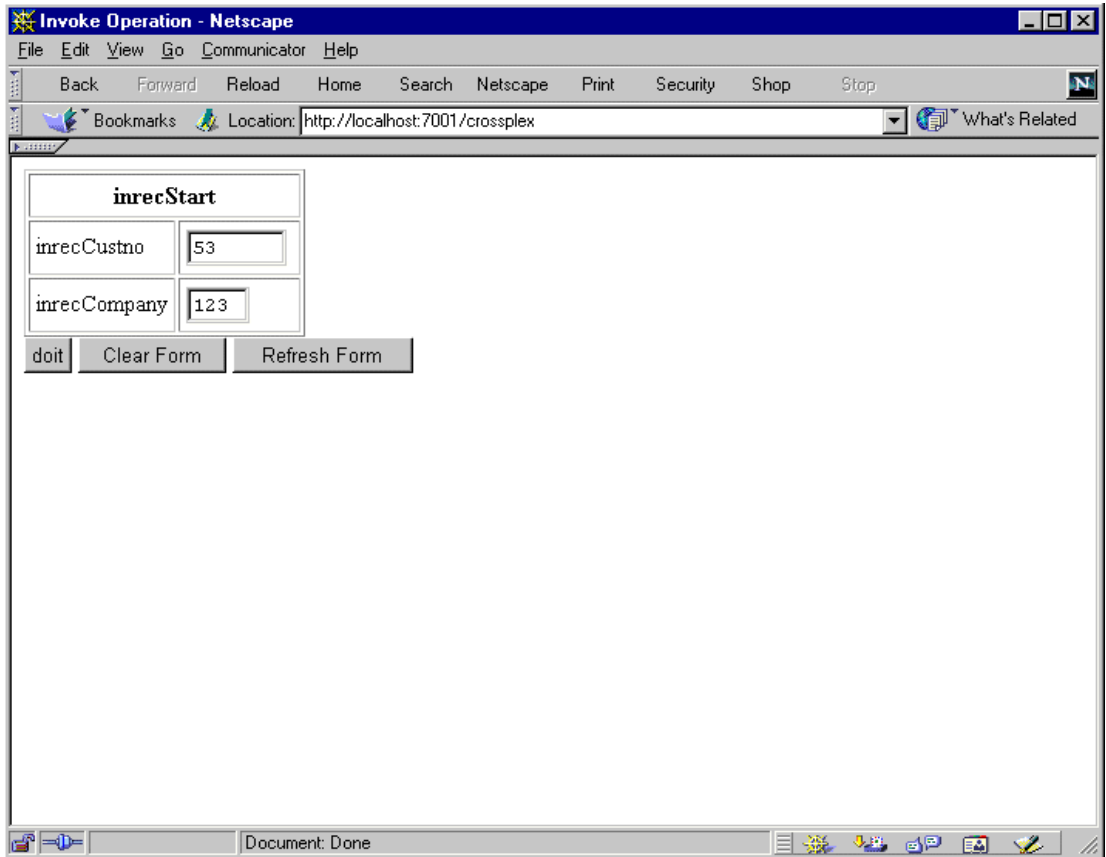 Invoke Operation - Netscape
File Edit View Go Communicator Help
Back Forward Reload Home Search Netscape Print Security Shop Stop N
Bookmarks Location: http://localhost:7001/crossplex What's Related
inrecStart
inrecCustno 53
inrecCompany 123
doit Clear Form Refresh Form
Document: Done